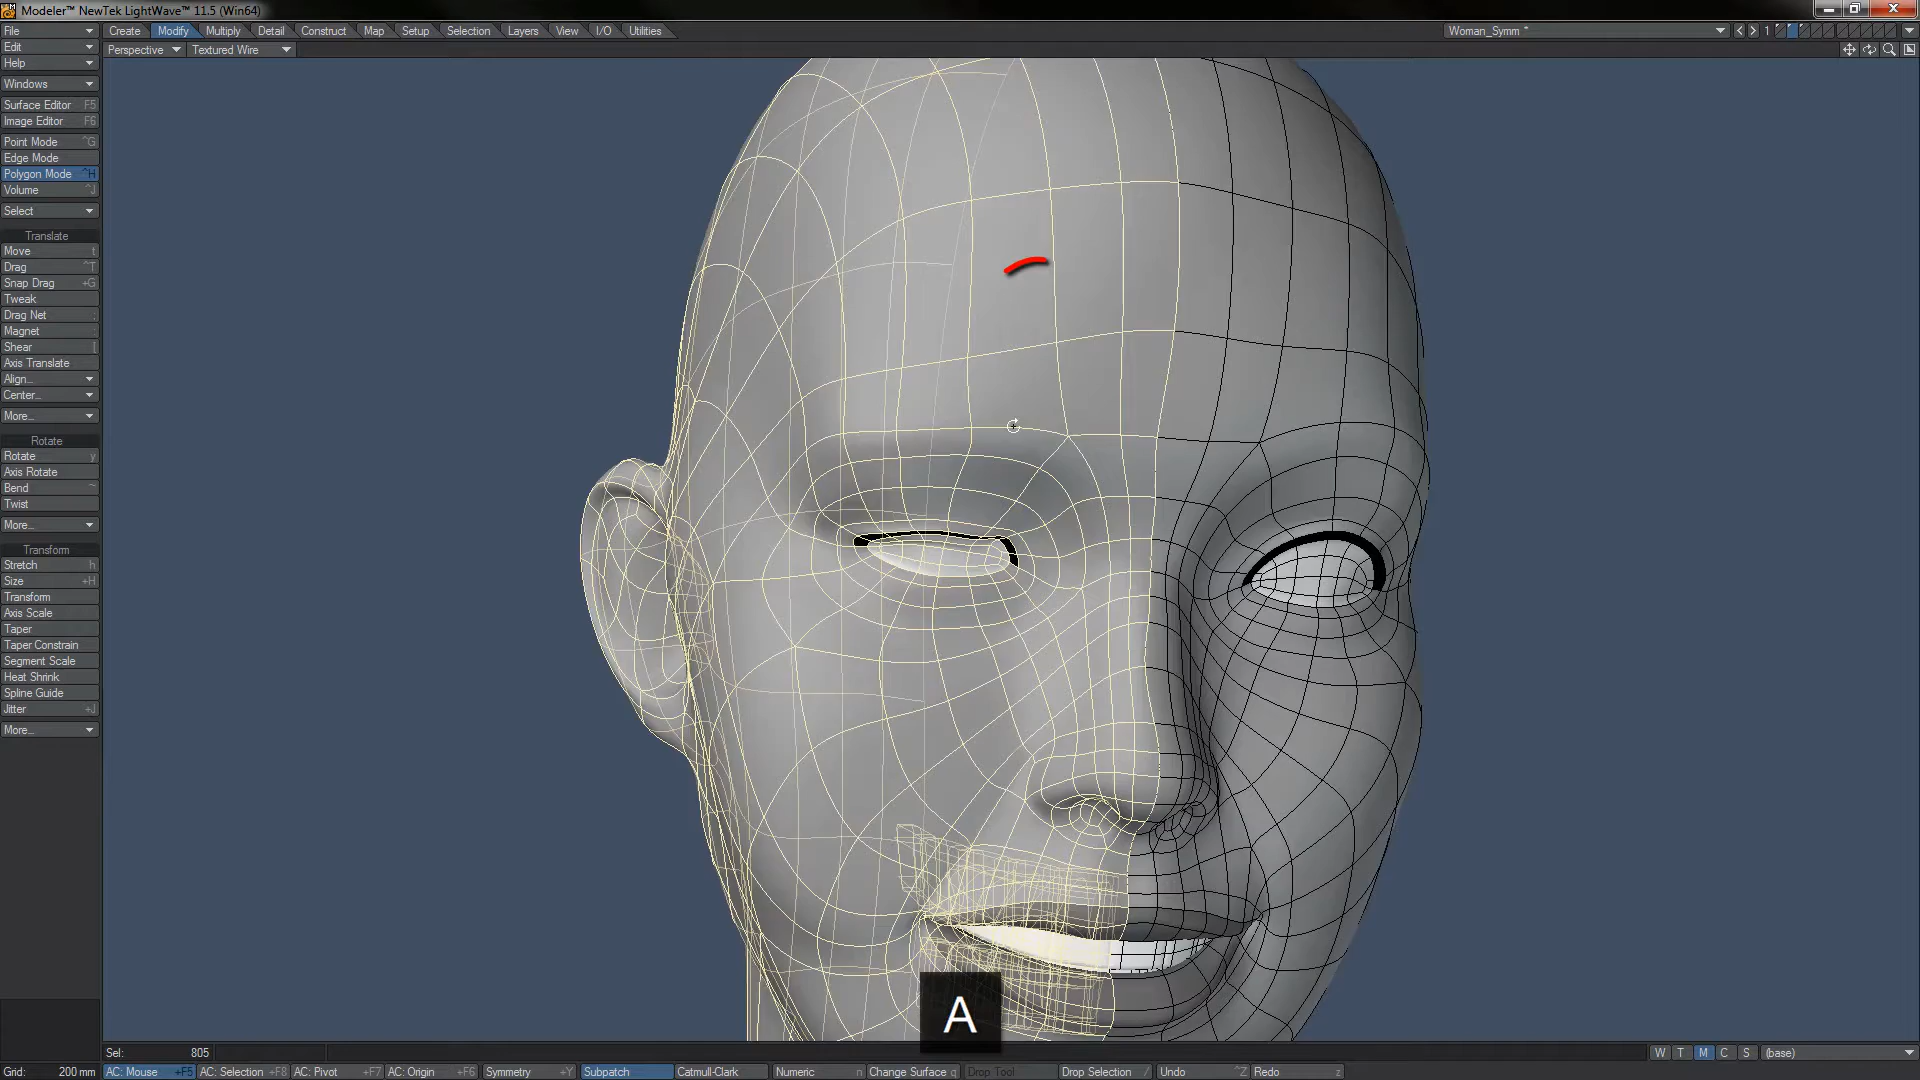 Modeler™ NewTek LightWave™ 11.5 (Win64)
File Create Modify Multiply Detail Construct Map Setup Selection Layers View I/O Utilities Woman_Symm * 1
Edit Perspective Textured Wire
Help
Windows
Surface Editor F5
Image Editor F6
Point Mode ^G
Edge Mode
Polygon Mode ^H
Volume ^J
Select
Translate
Move t
Drag ^T
Snap Drag +G
Tweak
Drag Net ;
Magnet :
Shear [
Axis Translate
Align...
Center...
More...
Rotate
Rotate y
Axis Rotate
Bend ~
Twist
More...
Transform
Stretch h
Size +H
Transform
Axis Scale
Taper
Taper Constrain
Segment Scale
Heat Shrink
Spline Guide
Jitter +J
More...
A
Sel: 805 W T M C S (base)
Grid: 200 mm AC: Mouse +F5 AC: Selection +F8 AC: Pivot +F7 AC: Origin +F6 Symmetry +Y Subpatch Catmull-Clark Numeric n Change Surface q Drop Tool Drop Selection / Undo ^Z Redo z